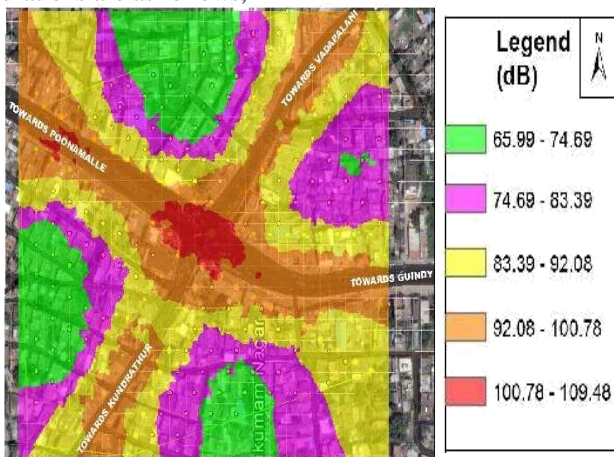 Legend
(dB)
N
65.99 - 74.69
74.69 - 83.39
83.39 - 92.08
92.08 - 100.78
100.78 - 109.48
TOWARDS VADAPALANI
TOWARDS POONAMALLE
TOWARDS GUINDY
TOWARDS KUNDRATHUR
Nagar